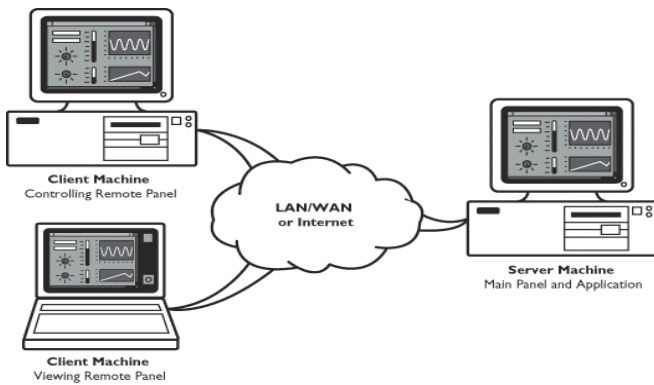 Client Machine
Controlling Remote Panel
LAN/WAN
or Internet
Server Machine
Main Panel and Application
Client Machine
Viewing Remote Panel